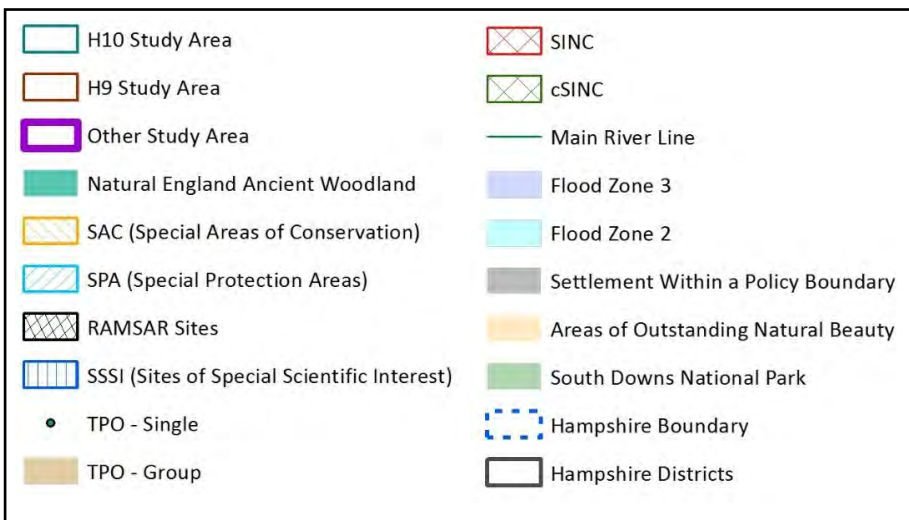 H10 Study Area
H9 Study Area
Other Study Area
Natural England Ancient Woodland
SAC (Special Areas of Conservation)
SPA (Special Protection Areas)
RAMSAR Sites
SSSI (Sites of Special Scientific Interest)
TPO - Single
TPO - Group
SINC
cSINC
Main River Line
Flood Zone 3
Flood Zone 2
Settlement Within a Policy Boundary
Areas of Outstanding Natural Beauty
South Downs National Park
Hampshire Boundary
Hampshire Districts